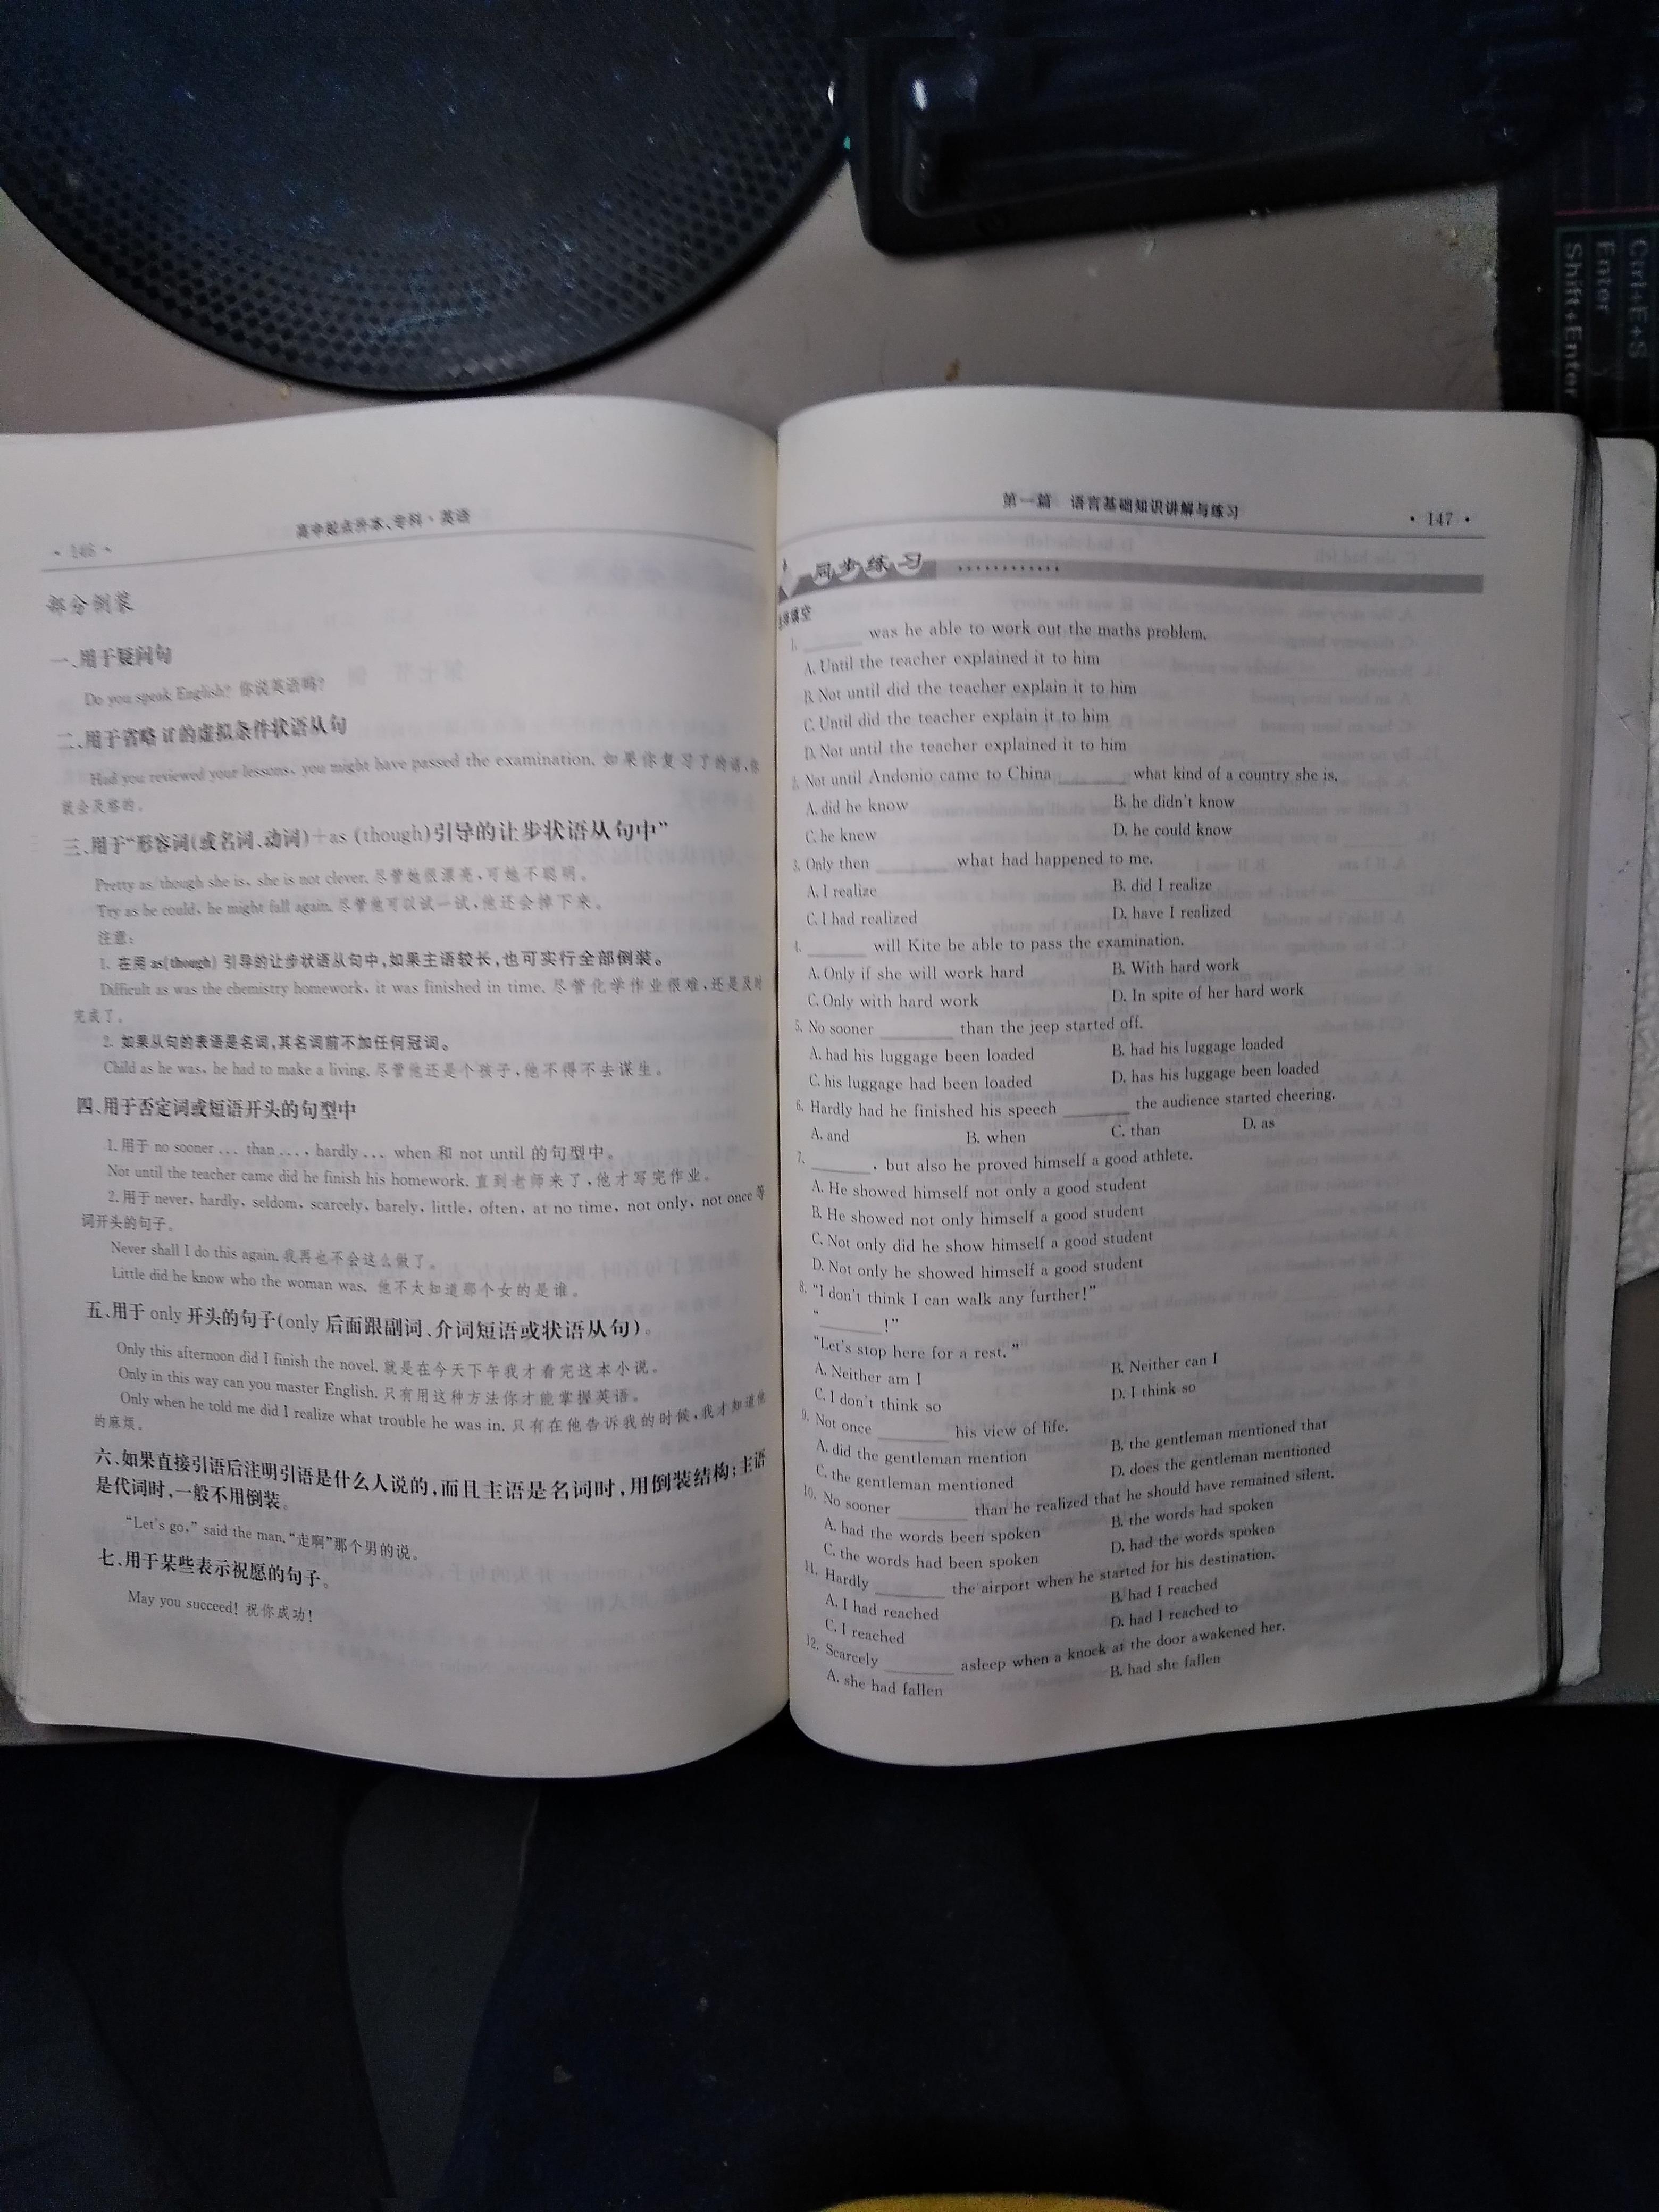 Ctrl+E+S
Enter
Shift+Enter
· 146 ·
高中起点升本、专科·英语
部分倒装
一、用于疑问句
Do you speak English? 你说英语吗?
二、用于省略 if 的虚拟条件状语从句
Had you reviewed your lessons, you might have passed the examination. 如果你复习了的话,你
就会及格的。
三、用于“形容词(或名词、动词)+as (though)引导的让步状语从句中”
Pretty as/though she is, she is not clever. 尽管她很漂亮,可她不聪明。
Try as he could, he might fall again. 尽管他可以试一试,他还会掉下来。
注意:
1. 在用 as(though) 引导的让步状语从句中,如果主语较长,也可实行全部倒装。
Difficult as was the chemistry homework, it was finished in time. 尽管化学作业很难,还是及时
完成了。
2. 如果从句的表语是名词,其名词前不加任何冠词。
Child as he was, he had to make a living. 尽管他还是个孩子,他不得不去谋生。
四、用于否定词或短语开头的句型中
1. 用于 no sooner ... than ..., hardly ... when 和 not until 的句型中。
Not until the teacher came did he finish his homework. 直到老师来了,他才写完作业。
2. 用于 never, hardly, seldom, scarcely, barely, little, often, at no time, not only, not once 等
词开头的句子。
Never shall I do this again. 我再也不会这么做了。
Little did he know who the woman was. 他不太知道那个女的是谁。
五、用于 only 开头的句子(only 后面跟副词、介词短语或状语从句)。
Only this afternoon did I finish the novel. 就是在今天下午我才看完这本小说。
Only in this way can you master English. 只有用这种方法你才能掌握英语。
Only when he told me did I realize what trouble he was in. 只有在他告诉我的时候,我才知道他
的麻烦。
六、如果直接引语后注明引语是什么人说的,而且主语是名词时,用倒装结构;主语
是代词时,一般不用倒装。
“Let's go,” said the man. “走啊”那个男的说。
七、用于某些表示祝愿的句子。
May you succeed! 祝你成功!
第一篇 语言基础知识讲解与练习
· 147 ·
同步练习
择填空
1. ______ was he able to work out the maths problem.
A. Until the teacher explained it to him
B. Not until did the teacher explain it to him
C. Until did the teacher explain it to him
D. Not until the teacher explained it to him
2. Not until Andonio came to China ______ what kind of a country she is.
A. did he know B. he didn't know
C. he knew D. he could know
3. Only then ______ what had happened to me.
A. I realize B. did I realize
C. I had realized D. have I realized
4. ______ will Kite be able to pass the examination.
A. Only if she will work hard B. With hard work
C. Only with hard work D. In spite of her hard work
5. No sooner ______ than the jeep started off.
A. had his luggage been loaded B. had his luggage loaded
C. his luggage had been loaded D. has his luggage been loaded
6. Hardly had he finished his speech ______ the audience started cheering.
A. and B. when C. than D. as
7. ______, but also he proved himself a good athlete.
A. He showed himself not only a good student
B. He showed not only himself a good student
C. Not only did he show himself a good student
D. Not only he showed himself a good student
8. “I don't think I can walk any further!”
“______!”
“Let's stop here for a rest.”
A. Neither am I B. Neither can I
C. I don't think so D. I think so
9. Not once ______ his view of life.
A. did the gentleman mention B. the gentleman mentioned that
C. the gentleman mentioned D. does the gentleman mentioned
10. No sooner ______ than he realized that he should have remained silent.
A. had the words been spoken B. the words had spoken
C. the words had been spoken D. had the words spoken
11. Hardly ______ the airport when he started for his destination.
A. I had reached B. had I reached
C. I reached D. had I reached to
12. Scarcely ______ asleep when a knock at the door awakened her.
A. she had fallen B. had she fallen